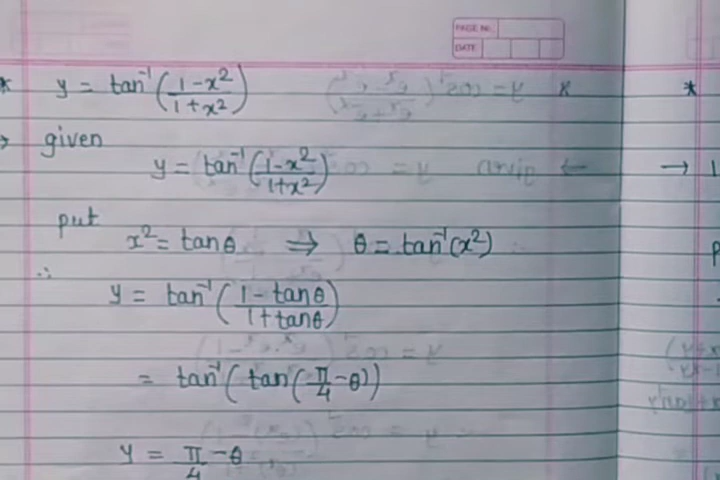 PAGE No.
DATE
* y = tan⁻¹(1-x²/1+x²)
→ given
y = tan⁻¹(1-x²/1+x²)
put
x² = tanθ ⇒ θ = tan⁻¹(x²)
∴
y = tan⁻¹(1-tanθ/1+tanθ)
= tan⁻¹(tan(π/4-θ))
y = π/4-θ
*
→